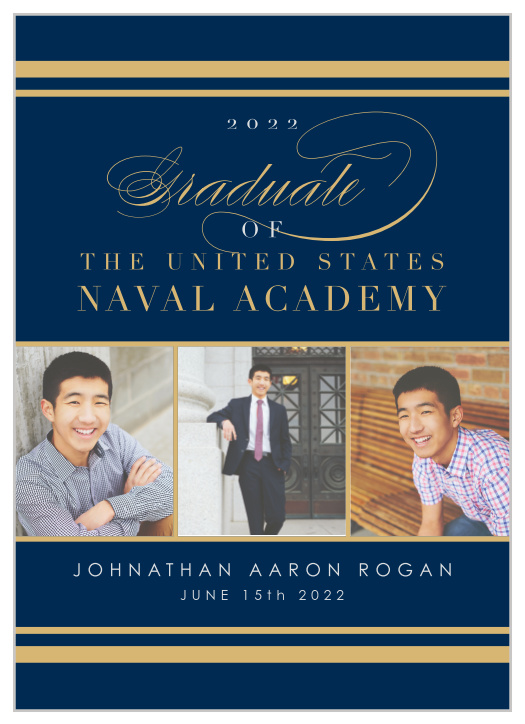 2022
Graduate
OF
THE UNITED STATES
NAVAL ACADEMY
JOHNATHAN AARON ROGAN
JUNE 15th 2022